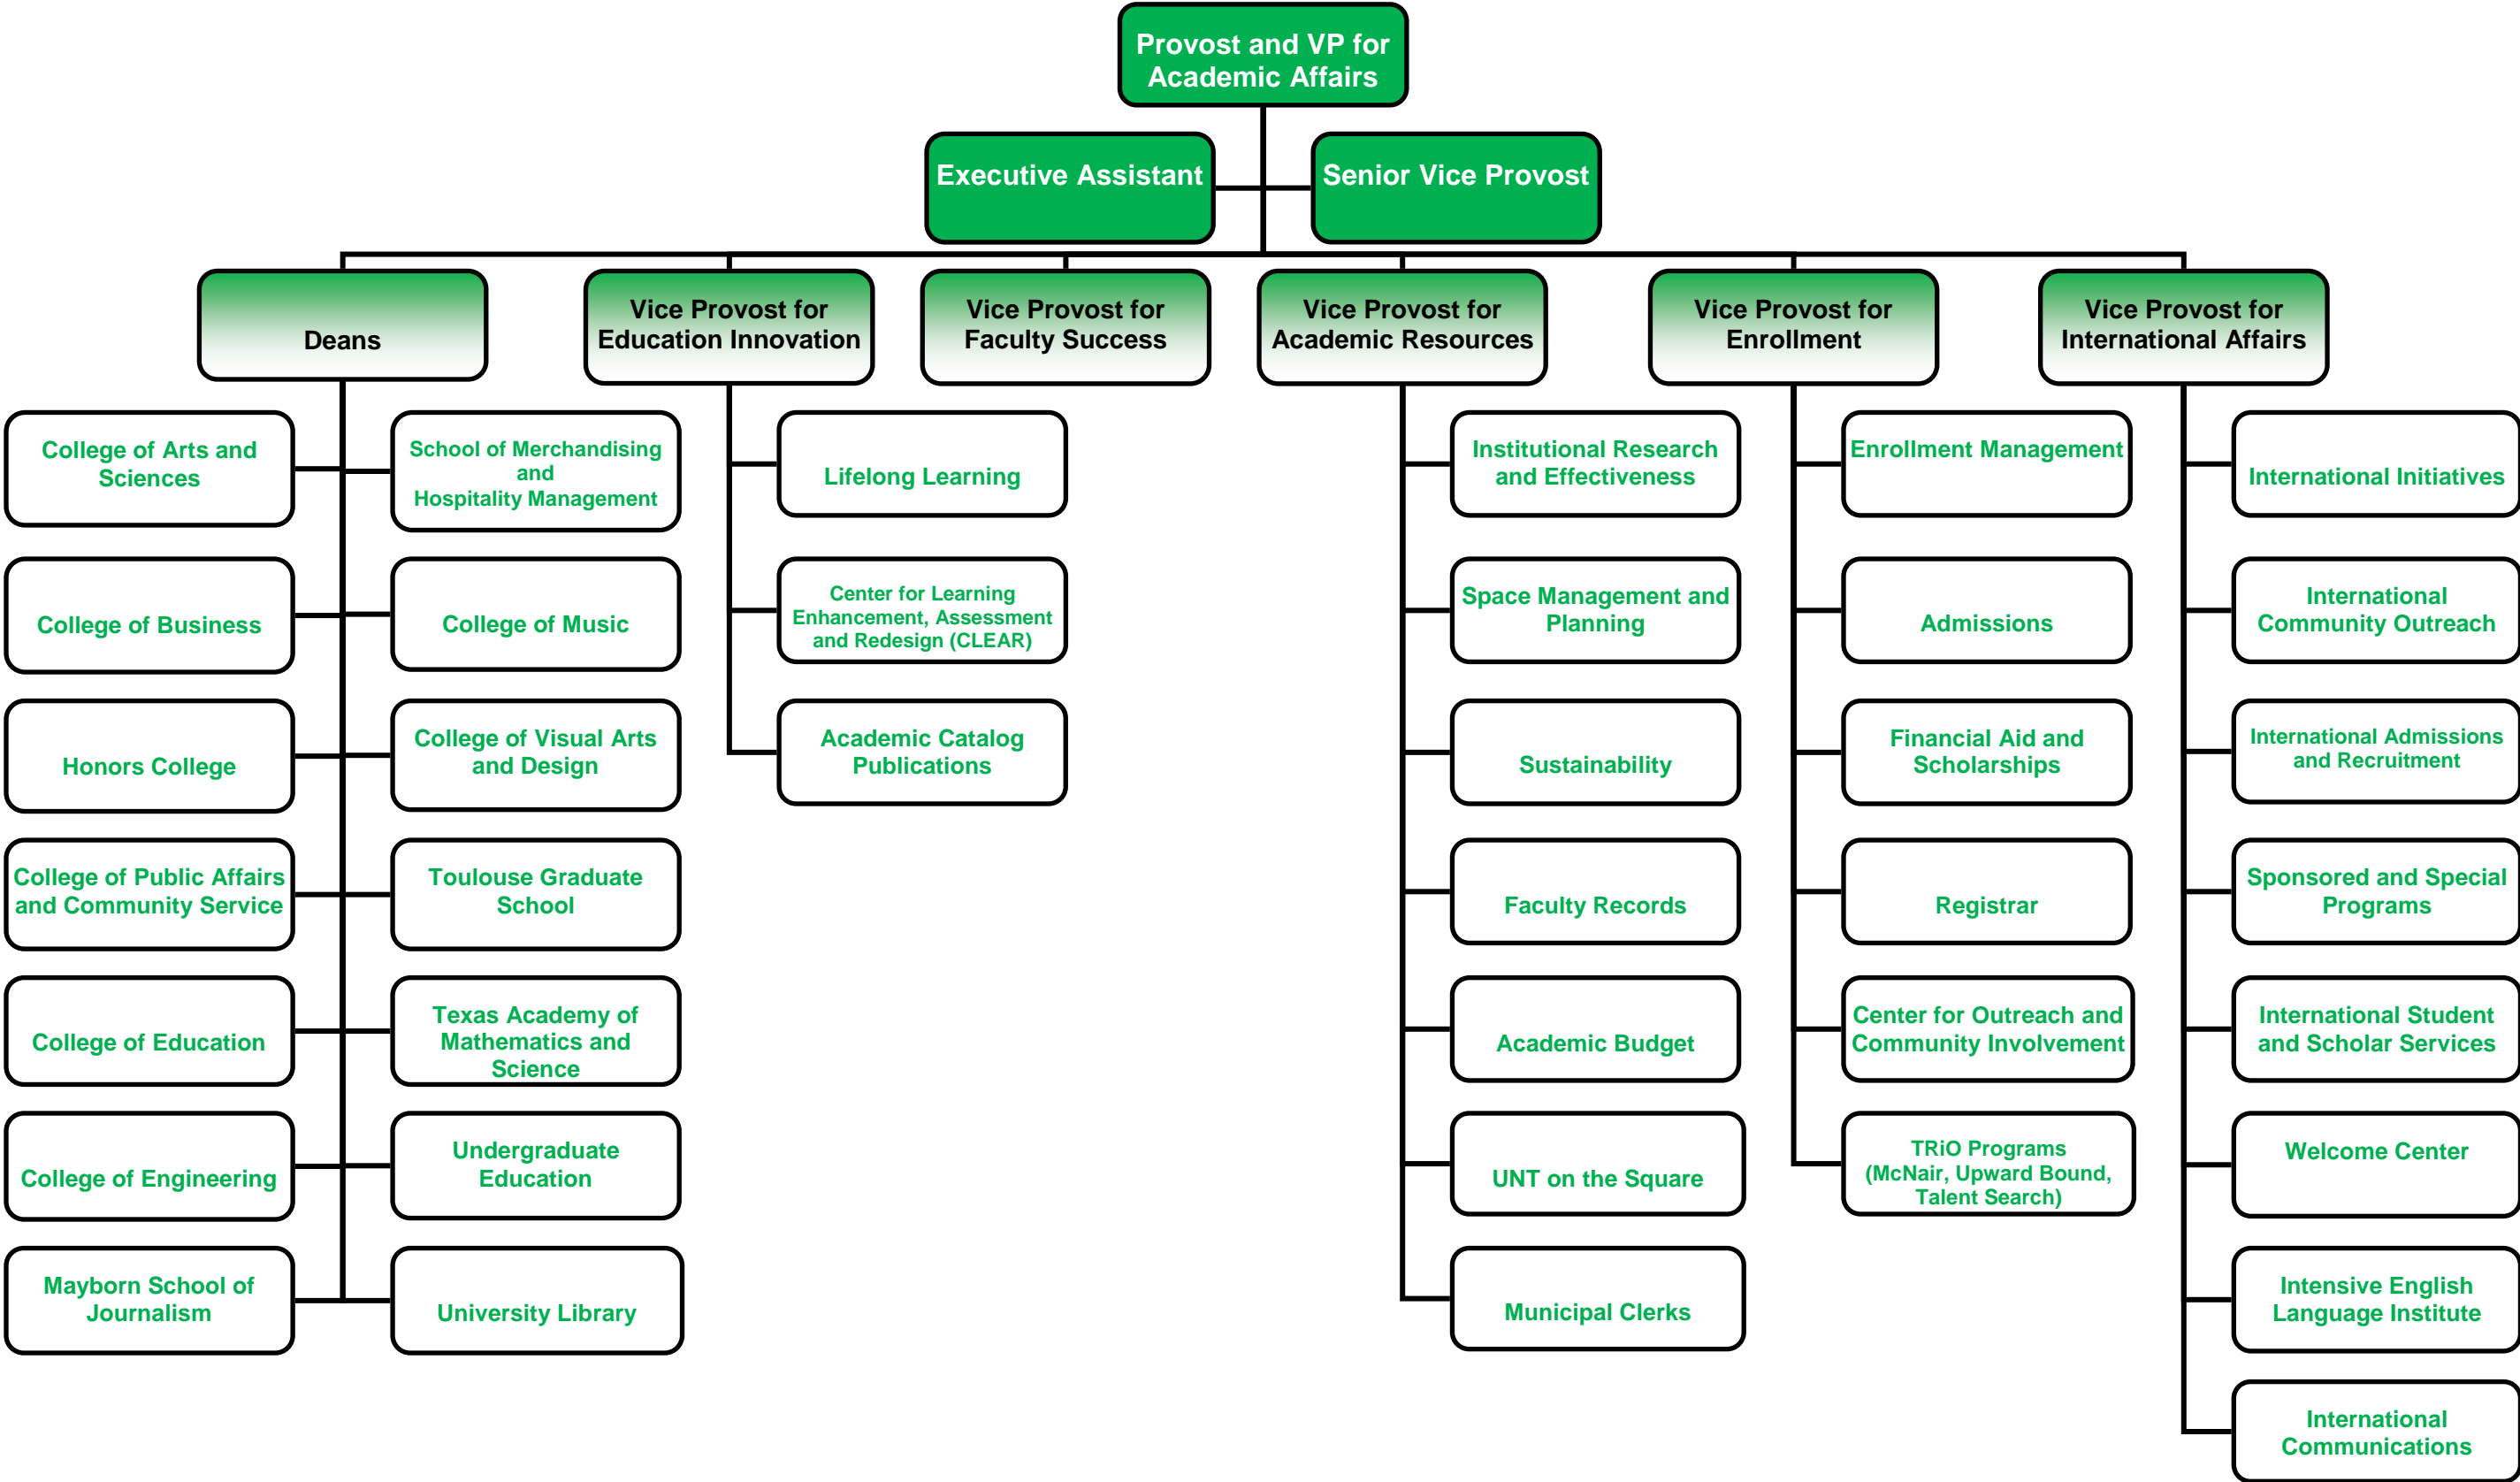 Provost and VP for
Academic Affairs
Executive Assistant
Senior Vice Provost
Deans
Vice Provost for
Education Innovation
Vice Provost for
Faculty Success
Vice Provost for
Academic Resources
Vice Provost for
Enrollment
Vice Provost for
International Affairs
College of Arts and
Sciences
School of Merchandising
and
Hospitality Management
College of Business
College of Music
Honors College
College of Visual Arts
and Design
College of Public Affairs
and Community Service
Toulouse Graduate
School
College of Education
Texas Academy of
Mathematics and
Science
College of Engineering
Undergraduate
Education
Mayborn School of
Journalism
University Library
Lifelong Learning
Center for Learning
Enhancement, Assessment
and Redesign (CLEAR)
Academic Catalog
Publications
Institutional Research
and Effectiveness
Space Management and
Planning
Sustainability
Faculty Records
Academic Budget
UNT on the Square
Municipal Clerks
Enrollment Management
Admissions
Financial Aid and
Scholarships
Registrar
Center for Outreach and
Community Involvement
TRiO Programs
(McNair, Upward Bound,
Talent Search)
International Initiatives
International
Community Outreach
International Admissions
and Recruitment
Sponsored and Special
Programs
International Student
and Scholar Services
Welcome Center
Intensive English
Language Institute
International
Communications